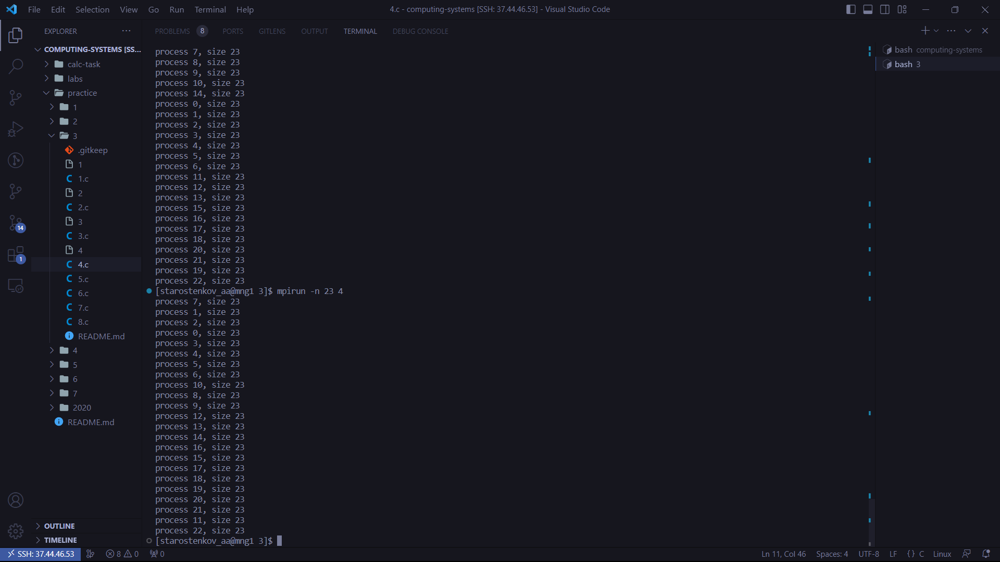 File Edit Selection View Go Run Terminal Help
4.c - computing-systems [SSH: 37.44.46.53] - Visual Studio Code
EXPLORER
COMPUTING-SYSTEMS [SS...
calc-task
labs
practice
1
2
3
.gitkeep
1
1.c
2
2.c
3
3.c
4
4.c
5.c
6.c
7.c
8.c
README.md
4
5
6
7
2020
README.md
OUTLINE
TIMELINE
14
1
PROBLEMS 8 PORTS GITLENS OUTPUT TERMINAL DEBUG CONSOLE
process 7, size 23
process 8, size 23
process 9, size 23
process 10, size 23
process 14, size 23
process 0, size 23
process 1, size 23
process 2, size 23
process 3, size 23
process 4, size 23
process 5, size 23
process 6, size 23
process 11, size 23
process 12, size 23
process 13, size 23
process 15, size 23
process 16, size 23
process 17, size 23
process 18, size 23
process 20, size 23
process 21, size 23
process 19, size 23
process 22, size 23
[starostenkov_aa@mng1 3]$ mpirun -n 23 4
process 7, size 23
process 1, size 23
process 2, size 23
process 0, size 23
process 3, size 23
process 4, size 23
process 5, size 23
process 6, size 23
process 10, size 23
process 8, size 23
process 9, size 23
process 12, size 23
process 13, size 23
process 14, size 23
process 16, size 23
process 15, size 23
process 17, size 23
process 18, size 23
process 19, size 23
process 20, size 23
process 21, size 23
process 11, size 23
process 22, size 23
[starostenkov_aa@mng1 3]$
bash computing-systems
bash 3
SSH: 37.44.46.53 8 0 0
Ln 11, Col 46 Spaces: 4 UTF-8 LF {} C Linux